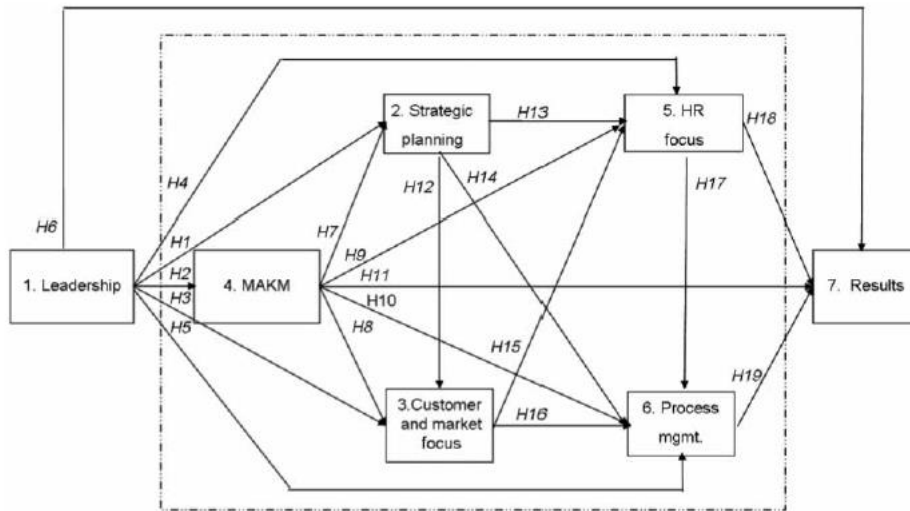 2. Strategic
planning
H13
5. HR
focus
H18
H4
H12
H14
H17
H6
H1
H7
H9
1. Leadership
H2
4. MAKM
H11
7. Results
H3
H10
H5
H8
H15
H19
3.Customer
and market
focus
H16
6. Process
mgmt.